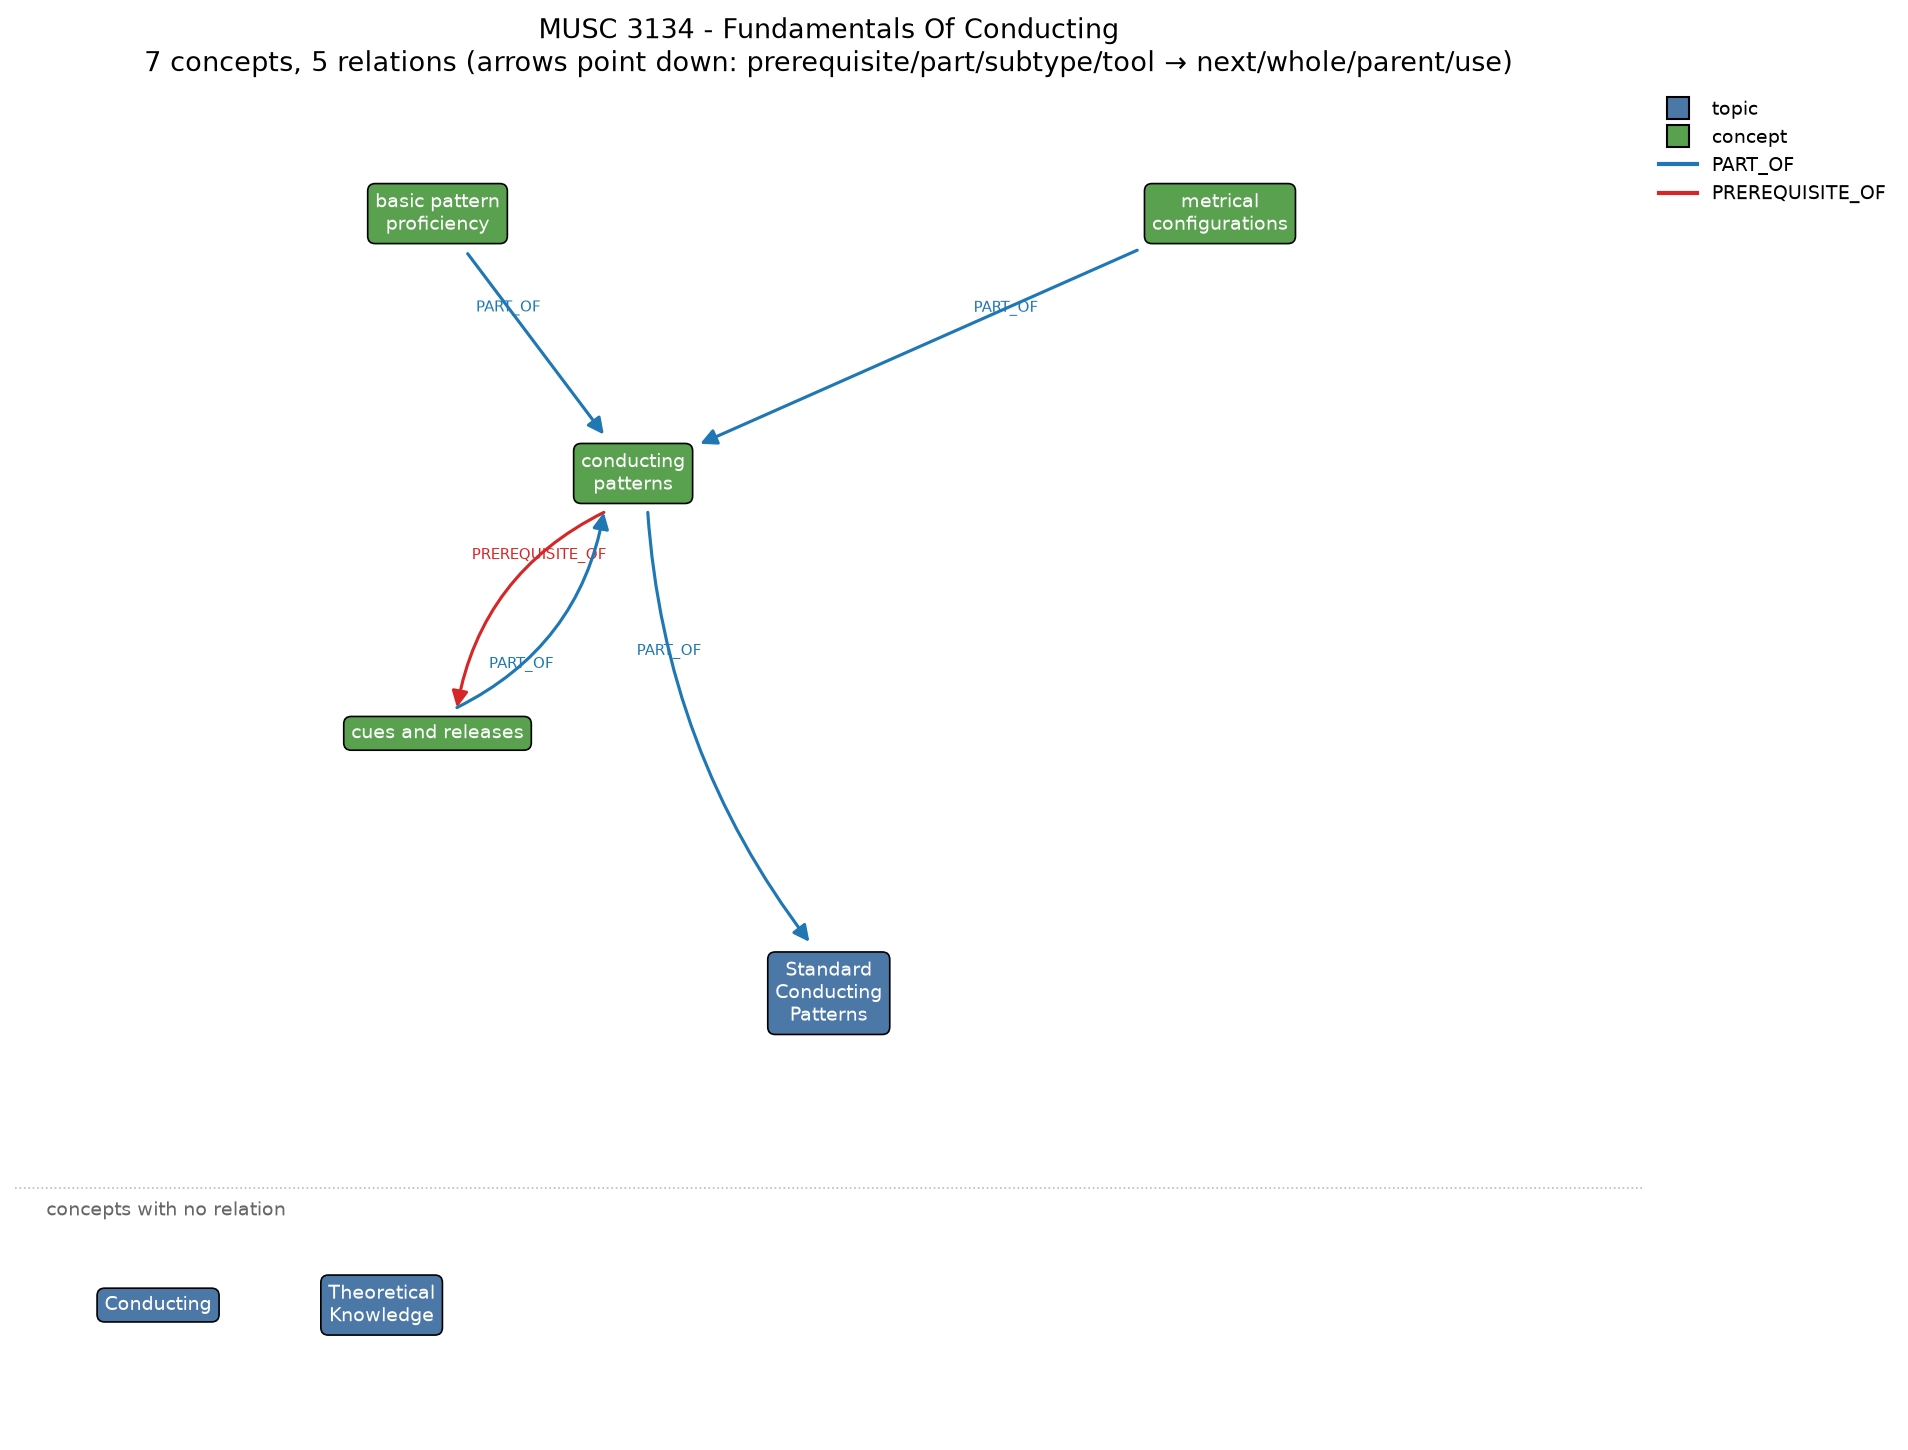 MUSC 3134 - Fundamentals Of Conducting
7 concepts, 5 relations (arrows point down: prerequisite/part/subtype/tool → next/whole/parent/use)
topic
concept
PART_OF
PREREQUISITE_OF
basic pattern
proficiency
metrical
configurations
PART_OF
PART_OF
conducting
patterns
PREREQUISITE_OF
PART_OF
PART_OF
cues and releases
Standard
Conducting
Patterns
concepts with no relation
Conducting
Theoretical
Knowledge